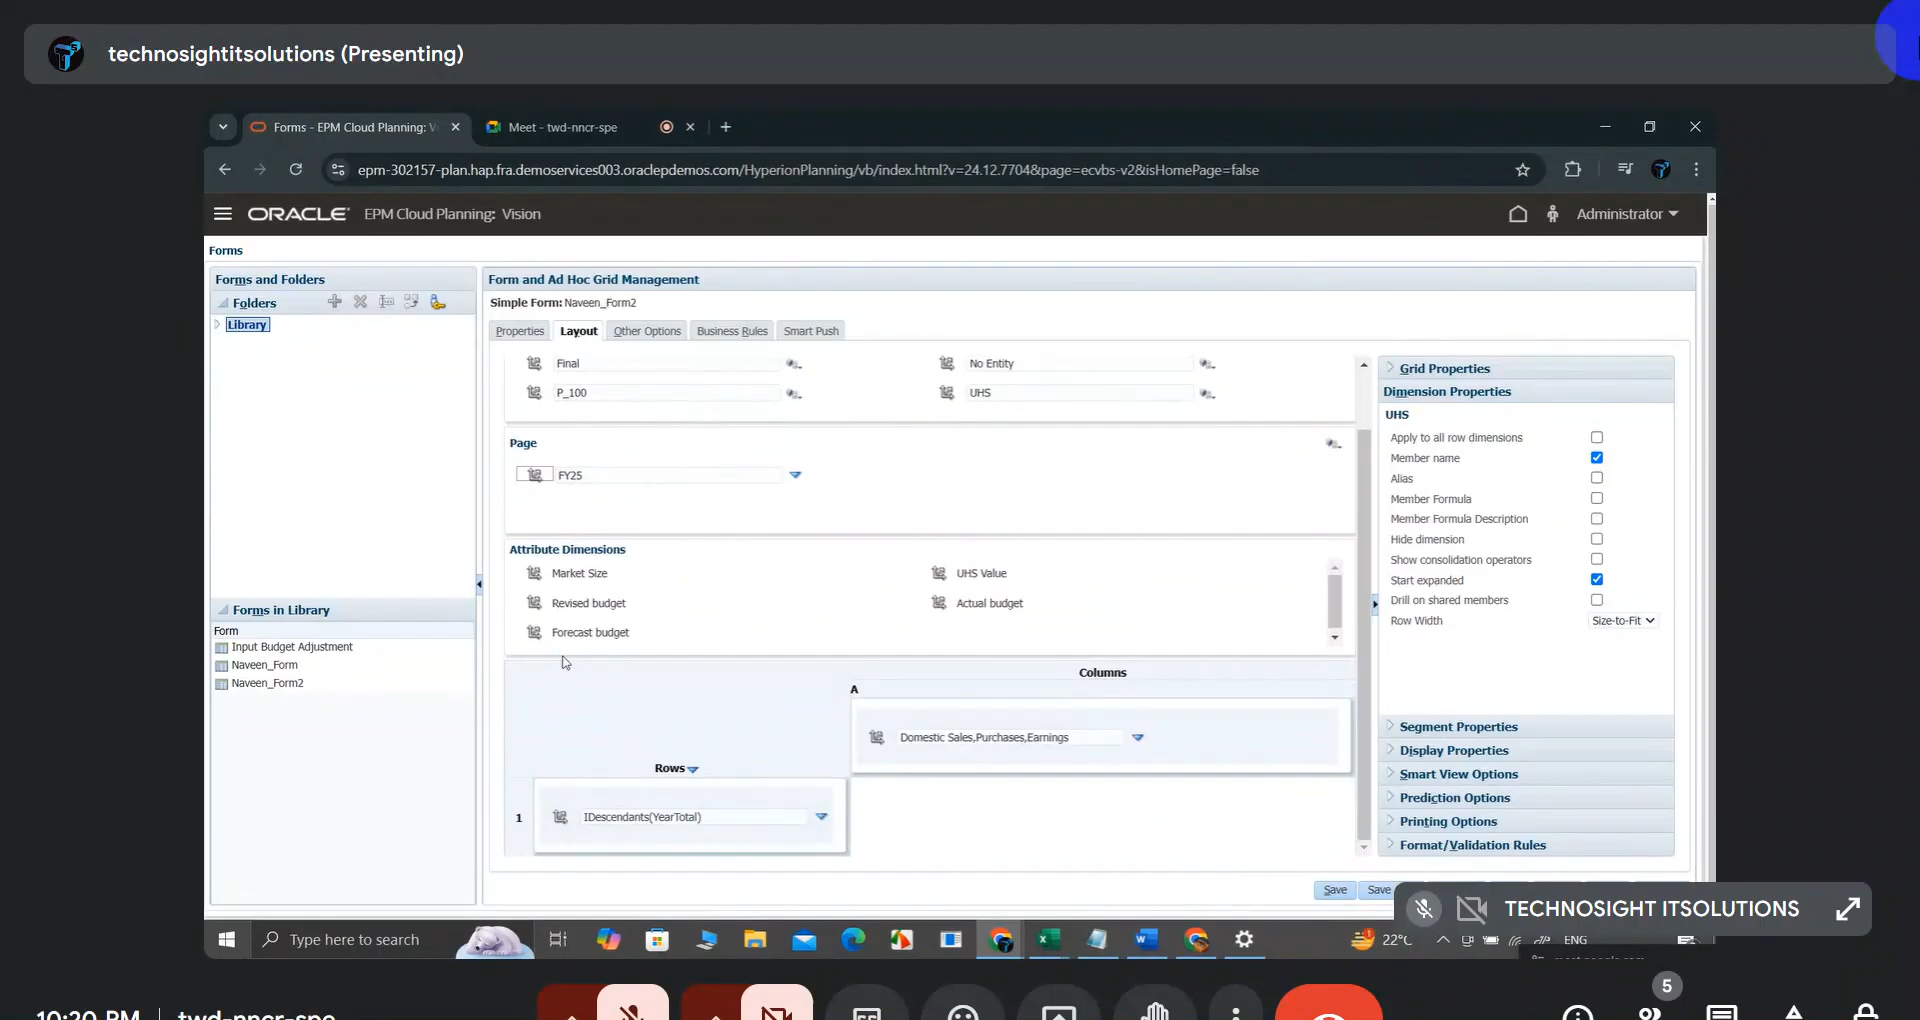 technosightitsolutions (Presenting)
Forms - EPM Cloud Planning: V
Meet - twd-nncr-spe
epm-302157-plan.hap.fra.demoservices003.oraclepdemos.com/HyperionPlanning/vb/index.html?v=24.12.7704&page=ecvbs-v2&isHomePage=false
ORACLE EPM Cloud Planning: Vision
Administrator
Forms
Forms and Folders
Folders
Library
Forms in Library
Form
Input Budget Adjustment
Naveen_Form
Naveen_Form2
Form and Ad Hoc Grid Management
Simple Form: Naveen_Form2
Properties Layout Other Options Business Rules Smart Push
Final No Entity
P_100 UHS
Page
FY25
Attribute Dimensions
Market Size UHS Value
Revised budget Actual budget
Forecast budget
Columns
A
Domestic Sales,Purchases,Earnings
Rows
1 IDescendants(YearTotal)
Grid Properties
Dimension Properties
UHS
Apply to all row dimensions
Member name
Alias
Member Formula
Member Formula Description
Hide dimension
Show consolidation operators
Start expanded
Drill on shared members
Row Width Size-to-Fit
Segment Properties
Display Properties
Smart View Options
Prediction Options
Printing Options
Format/Validation Rules
Save Save
TECHNOSIGHT ITSOLUTIONS
Type here to search
22°C
ENG
5
10:20 PM | twd-nncr-spe